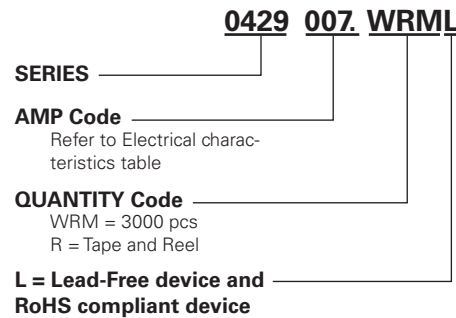 0429 007. WRML
SERIES
AMP Code
Refer to Electrical charac-
teristics table
QUANTITY Code
WRM = 3000 pcs
R = Tape and Reel
L = Lead-Free device and
RoHS compliant device